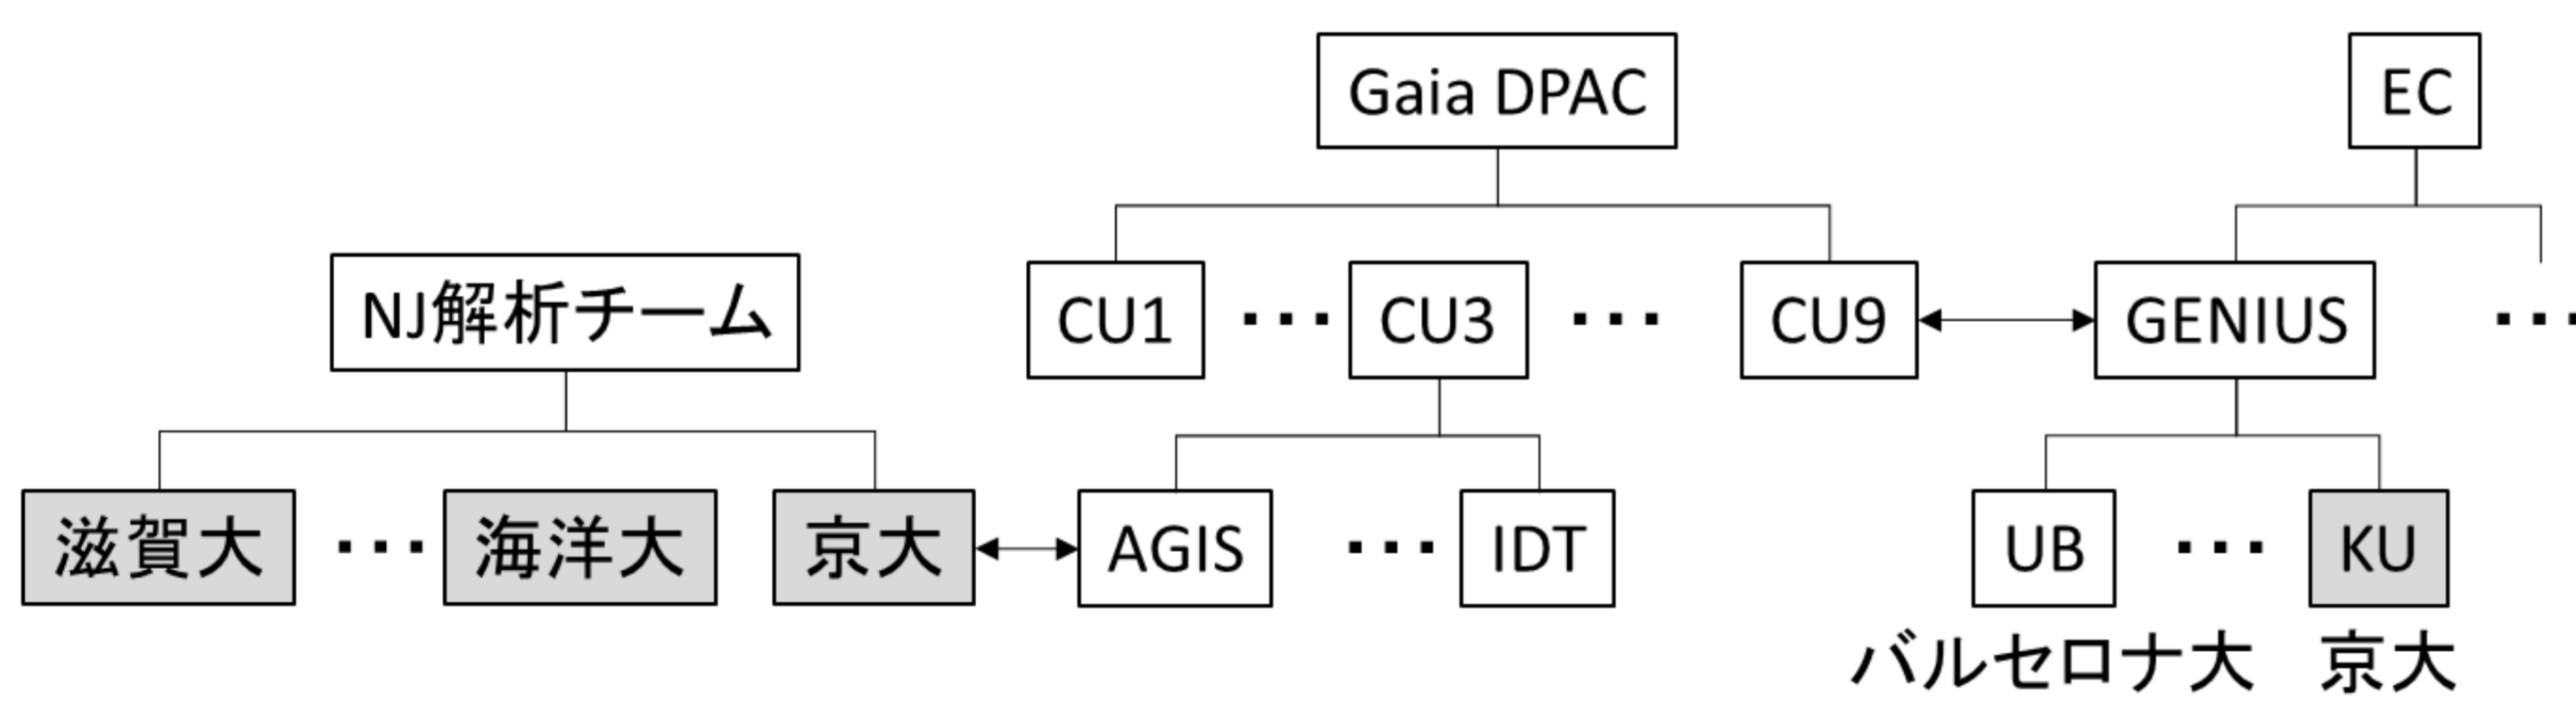 Gaia DPAC
EC
NJ解析チーム
CU1 ・・・ CU3 ・・・ CU9
GENIUS ・・・
滋賀大 ・・・ 海洋大 京大
AGIS ・・・ IDT
UB ・・・ KU
バルセロナ大 京大